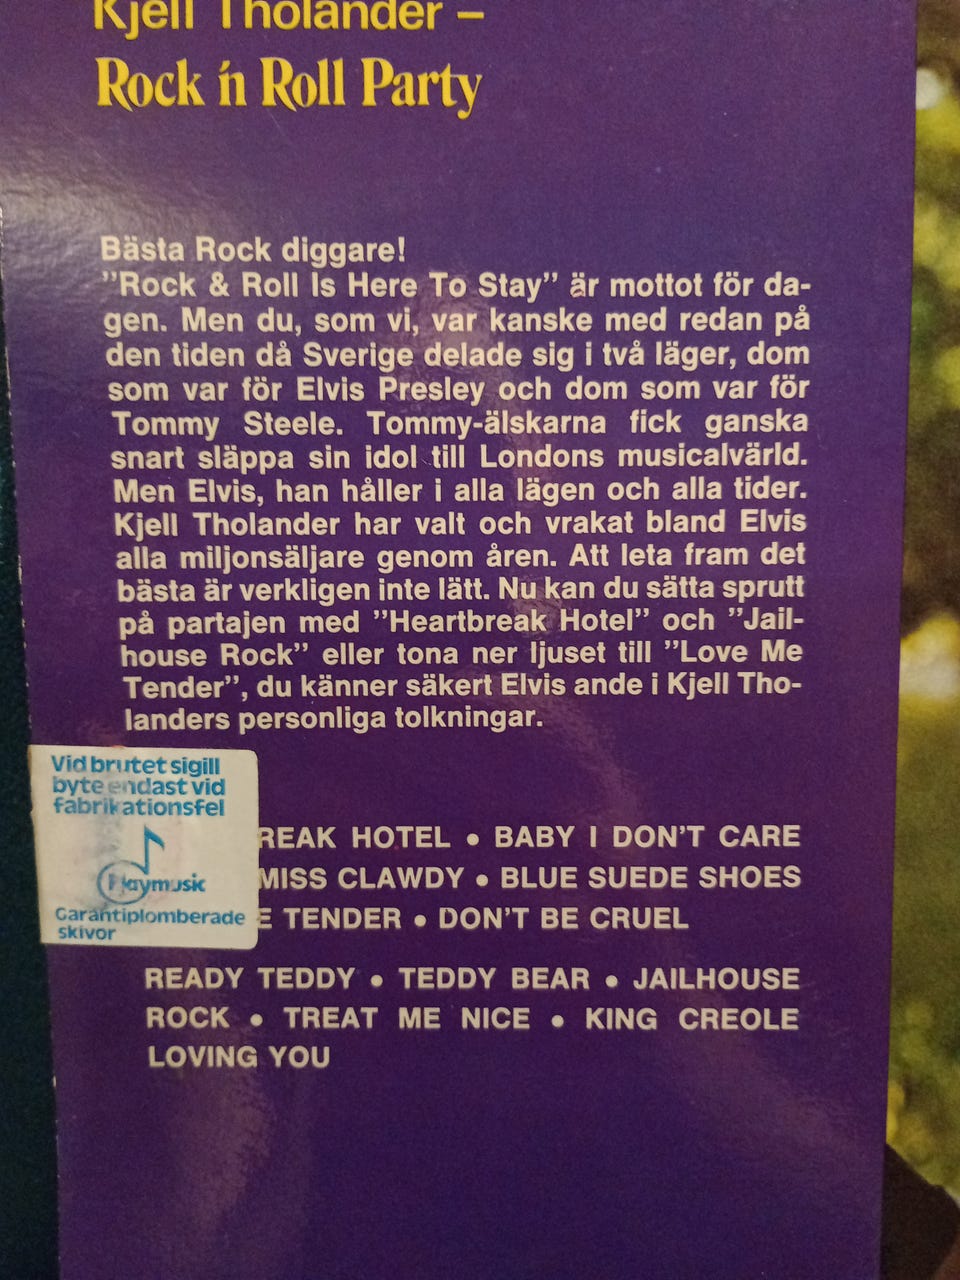 Kjell Tholander –
Rock ’n Roll Party
Bästa Rock diggare!
”Rock & Roll Is Here To Stay” är mottot för da-
gen. Men du, som vi, var kanske med redan på
den tiden då Sverige delade sig i två läger, dom
som var för Elvis Presley och dom som var för
Tommy Steele. Tommy-älskarna fick ganska
snart släppa sin idol till Londons musicalvärld.
Men Elvis, han håller i alla lägen och alla tider.
Kjell Tholander har valt och vrakat bland Elvis
alla miljonsäljare genom åren. Att leta fram det
bästa är verkligen inte lätt. Nu kan du sätta sprutt
på partajen med ”Heartbreak Hotel” och ”Jail-
house Rock” eller tona ner ljuset till ”Love Me
Tender”, du känner säkert Elvis ande i Kjell Tho-
landers personliga tolkningar.
Vid brutet sigill
byte endast vid
fabrikationsfel
Playmusic
Garantiplomberade
skivor
REAK HOTEL • BABY I DON'T CARE
MISS CLAWDY • BLUE SUEDE SHOES
E TENDER • DON'T BE CRUEL
READY TEDDY • TEDDY BEAR • JAILHOUSE
ROCK • TREAT ME NICE • KING CREOLE
LOVING YOU